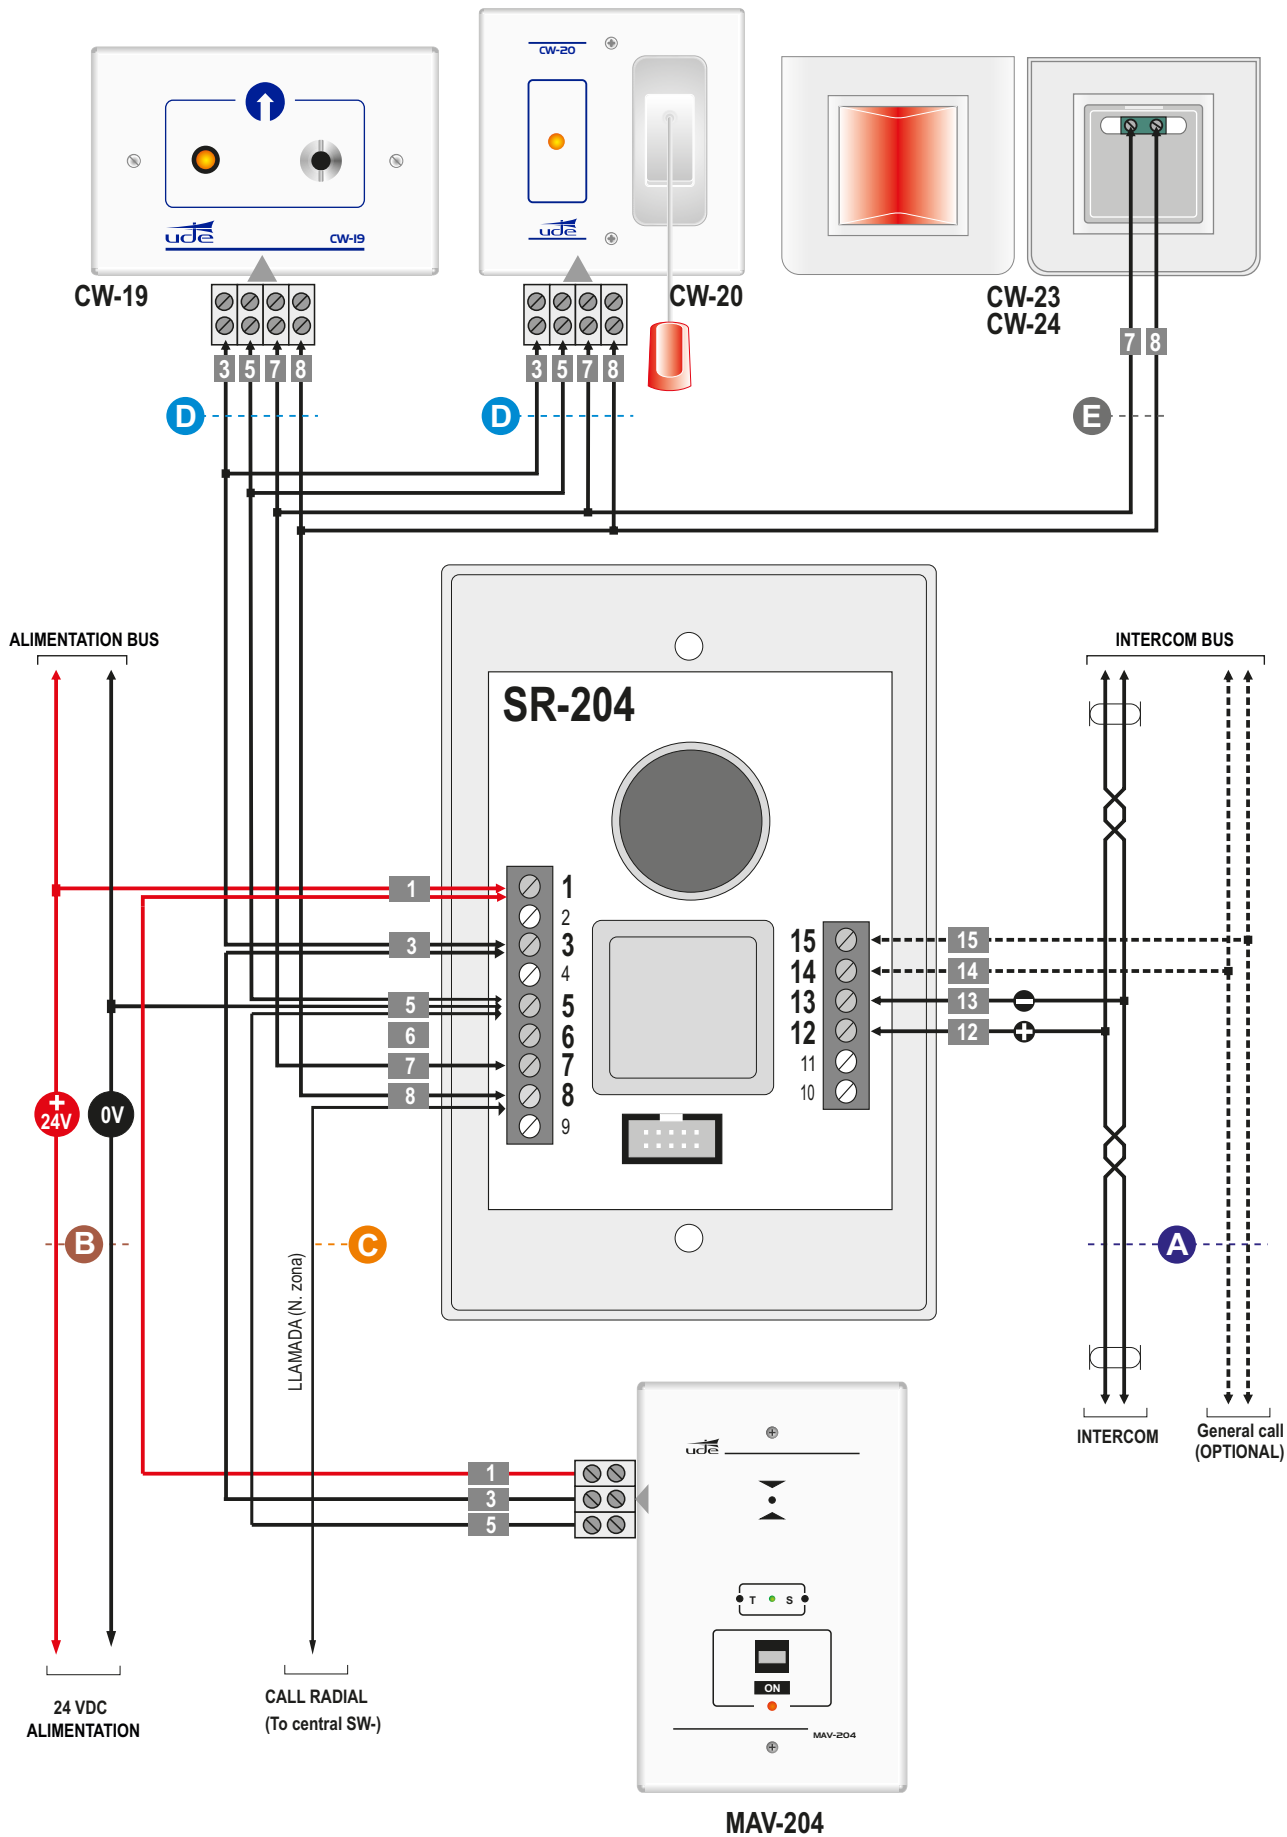 CW-20
ude
CW-19
ude
CW-19
CW-20
CW-23
CW-24
3 5 7 8
3 5 7 8
7 8
D
D
E
ALIMENTATION BUS
INTERCOM BUS
SR-204
1
1
2
3
3
4
5
5
6
6
7
7
8
8
9
15
15
14
14
13
13
12
12
11
10
+
24V
0V
B
C
A
LLAMADA (N. zona)
INTERCOM
General call
(OPTIONAL)
ude
1
3
5
T S
ON
MAV-204
24 VDC
ALIMENTATION
CALL RADIAL
(To central SW-)
MAV-204